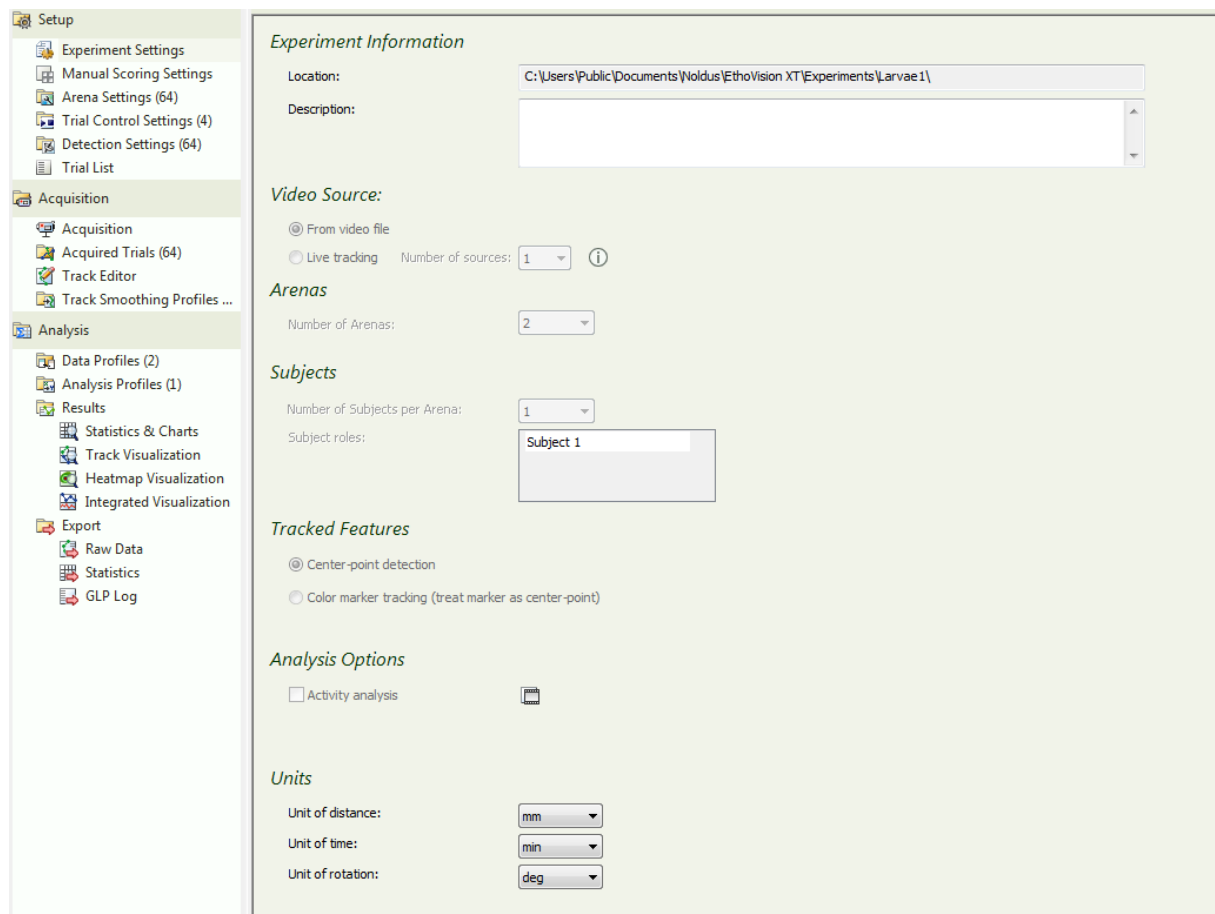 Setup
Experiment Settings
Manual Scoring Settings
Arena Settings (64)
Trial Control Settings (4)
Detection Settings (64)
Trial List
Acquisition
Acquisition
Acquired Trials (64)
Track Editor
Track Smoothing Profiles ...
Analysis
Data Profiles (2)
Analysis Profiles (1)
Results
Statistics & Charts
Track Visualization
Heatmap Visualization
Integrated Visualization
Export
Raw Data
Statistics
GLP Log
Experiment Information
Location: C:\Users\Public\Documents\Noldus\EthoVision XT\Experiments\Larvae1\
Description:
Video Source:
From video file
Live tracking Number of sources: 1
Arenas
Number of Arenas: 2
Subjects
Number of Subjects per Arena: 1
Subject roles: Subject 1
Tracked Features
Center-point detection
Color marker tracking (treat marker as center-point)
Analysis Options
Activity analysis
Units
Unit of distance: mm
Unit of time: min
Unit of rotation: deg